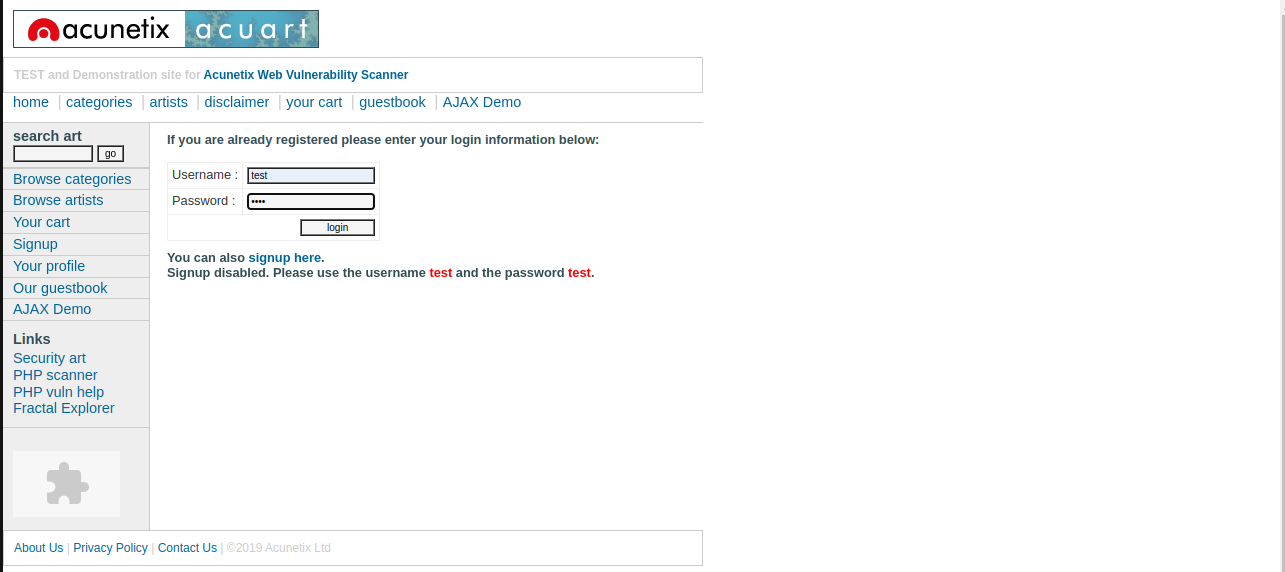 acunetix acuart
TEST and Demonstration site for Acunetix Web Vulnerability Scanner
home | categories | artists | disclaimer | your cart | guestbook | AJAX Demo
search art
go
Browse categories
Browse artists
Your cart
Signup
Your profile
Our guestbook
AJAX Demo
Links
Security art
PHP scanner
PHP vuln help
Fractal Explorer
If you are already registered please enter your login information below:
Username : test
Password : ••••
login
You can also signup here.
Signup disabled. Please use the username test and the password test.
About Us | Privacy Policy | Contact Us | ©2019 Acunetix Ltd